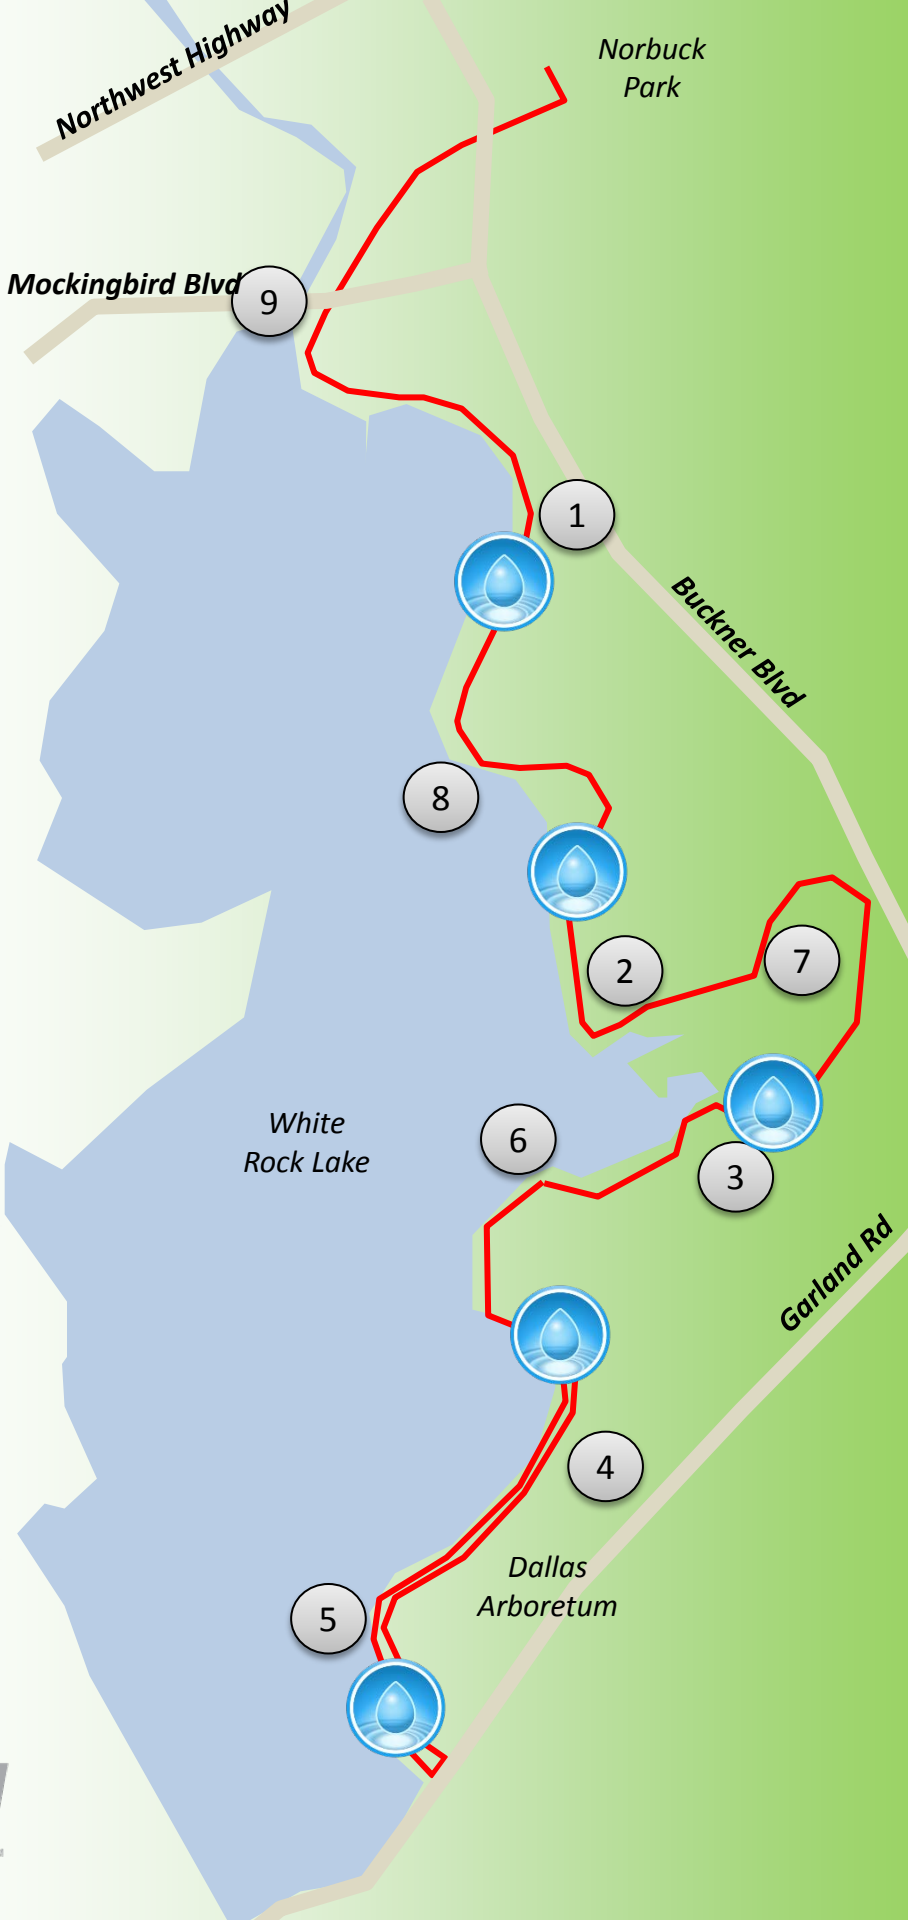 Northwest Highway
Norbuck
Park
Mockingbird Blvd
9
1
Buckner Blvd
8
2
7
White
Rock Lake
6
3
Garland Rd
4
Dallas
Arboretum
5